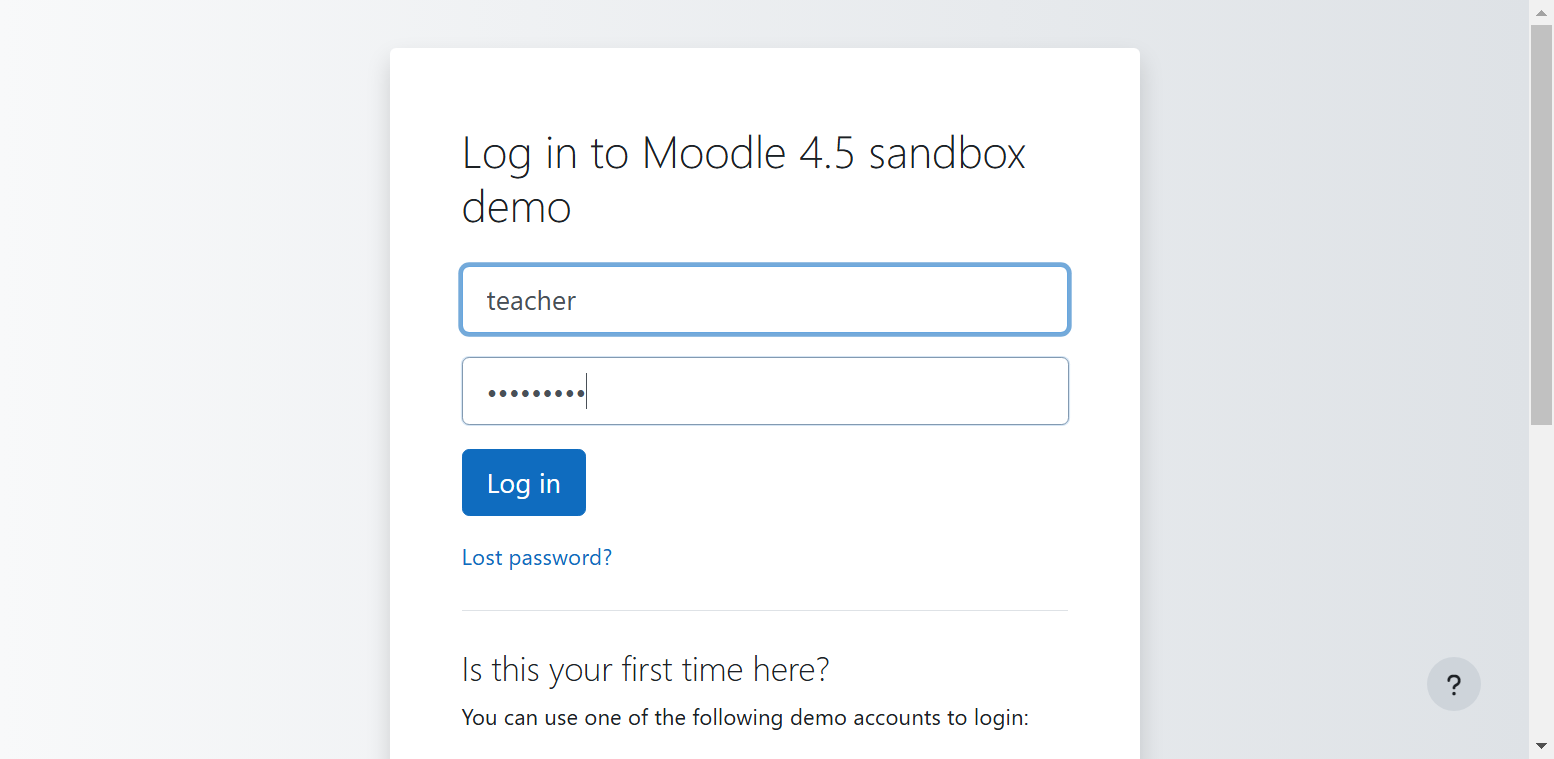 Log in to Moodle 4.5 sandbox
demo
teacher
•••••••••
Log in
Lost password?
Is this your first time here?
You can use one of the following demo accounts to login:
?